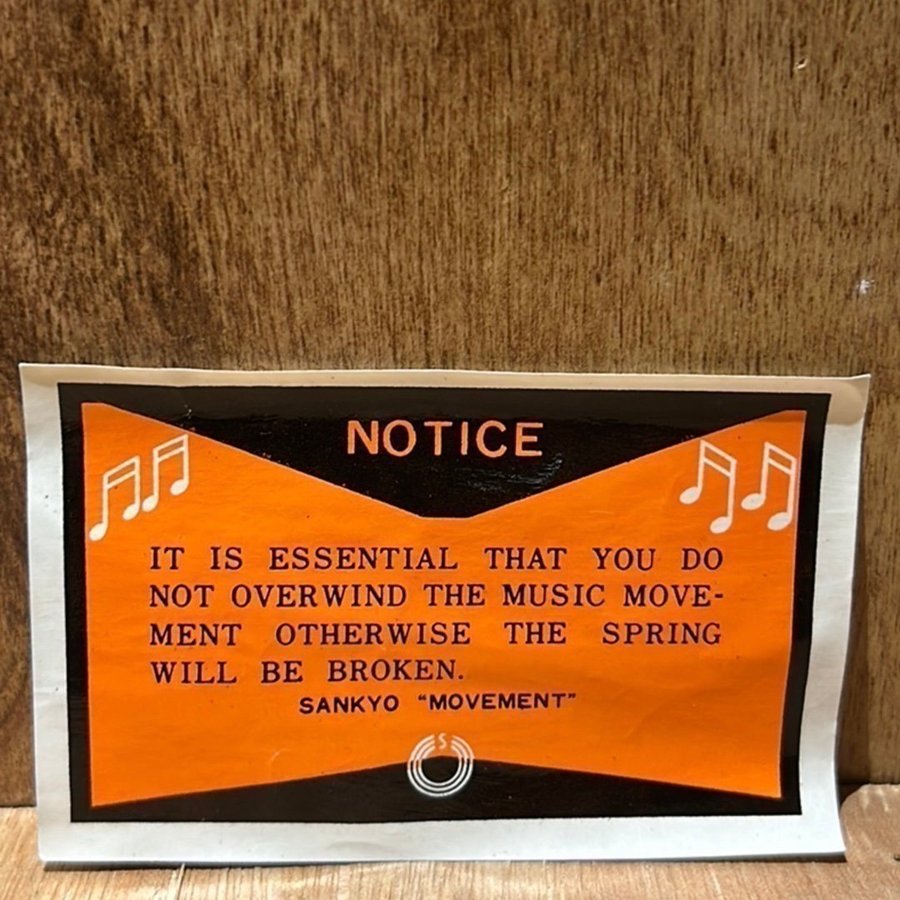 NOTICE
IT IS ESSENTIAL THAT YOU DO
NOT OVERWIND THE MUSIC MOVE-
MENT OTHERWISE THE SPRING
WILL BE BROKEN.
SANKYO "MOVEMENT"
S